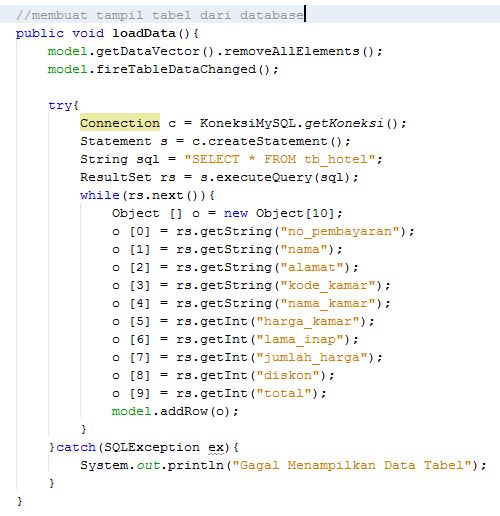 //membuat tampil tabel dari database
public void loadData(){
model.getDataVector().removeAllElements();
model.fireTableDataChanged();
try{
Connection c = KoneksiMySQL.getKoneksi();
Statement s = c.createStatement();
String sql = "SELECT * FROM tb_hotel";
ResultSet rs = s.executeQuery(sql);
while(rs.next()){
Object [] o = new Object[10];
o [0] = rs.getString("no_pembayaran");
o [1] = rs.getString("nama");
o [2] = rs.getString("alamat");
o [3] = rs.getString("kode_kamar");
o [4] = rs.getString("nama_kamar");
o [5] = rs.getInt("harga_kamar");
o [6] = rs.getInt("lama_inap");
o [7] = rs.getInt("jumlah_harga");
o [8] = rs.getInt("diskon");
o [9] = rs.getInt("total");
model.addRow(o);
}
}catch(SQLException ex){
System.out.println("Gagal Menampilkan Data Tabel");
}
}